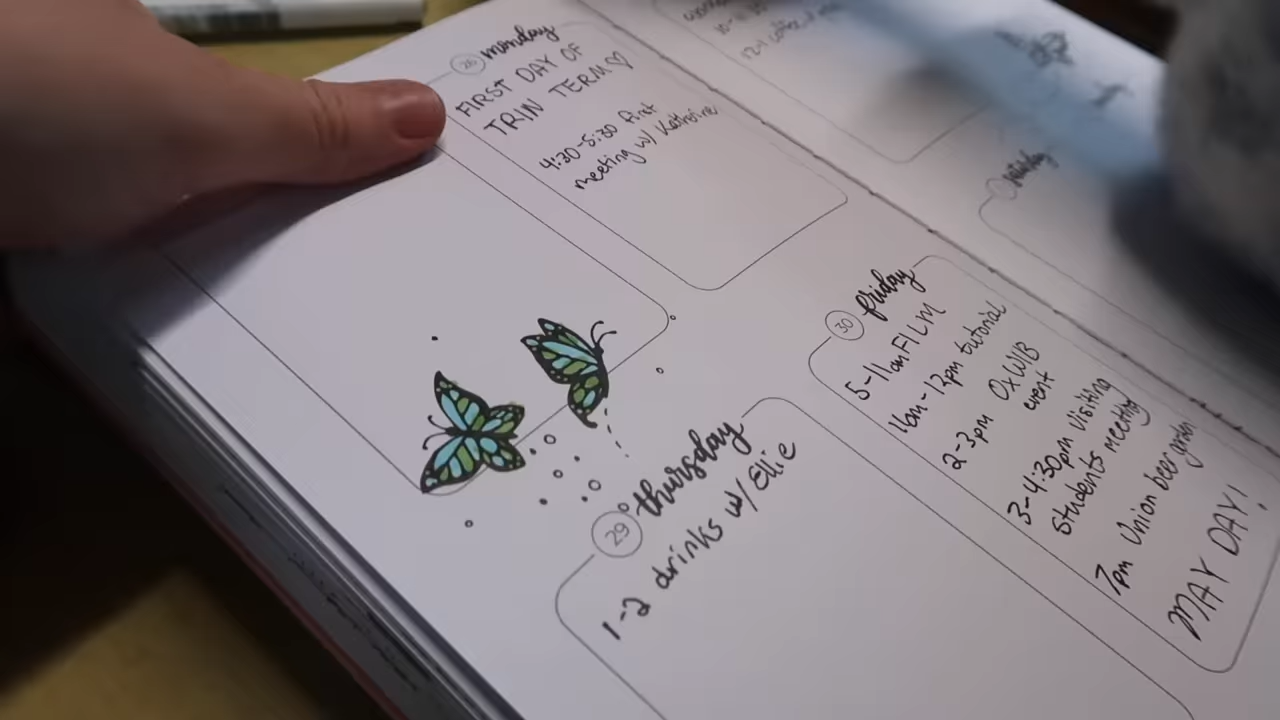 26 monday
FIRST DAY OF
TRIN TERM♡
4:30-5:30 first
meeting w/ Katherine
29 thursday
1-2 drinks w/ Ellie
30 friday
5-11am FILM
11am-12pm tutorial
2-3pm OxWIB
event
3-4:30pm Visiting
Students meeting
7pm Union beer garden
MAY DAY!